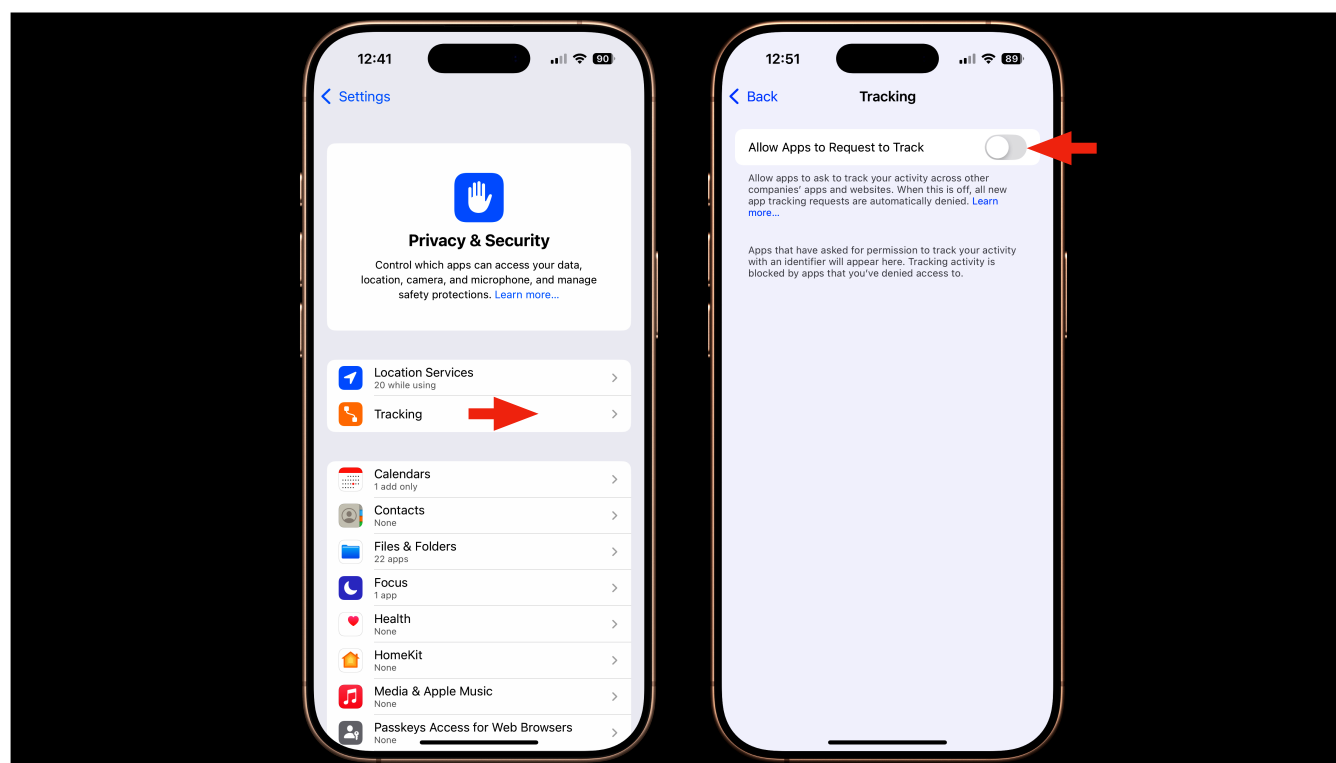 12:41
90
Settings
Privacy & Security
Control which apps can access your data,
location, camera, and microphone, and manage
safety protections. Learn more...
Location Services
20 while using
Tracking
Calendars
1 add only
Contacts
None
Files & Folders
22 apps
Focus
1 app
Health
None
HomeKit
None
Media & Apple Music
None
Passkeys Access for Web Browsers
None
12:51
89
Back
Tracking
Allow Apps to Request to Track
Allow apps to ask to track your activity across other
companies’ apps and websites. When this is off, all new
app tracking requests are automatically denied. Learn
more...
Apps that have asked for permission to track your activity
with an identifier will appear here. Tracking activity is
blocked by apps that you’ve denied access to.